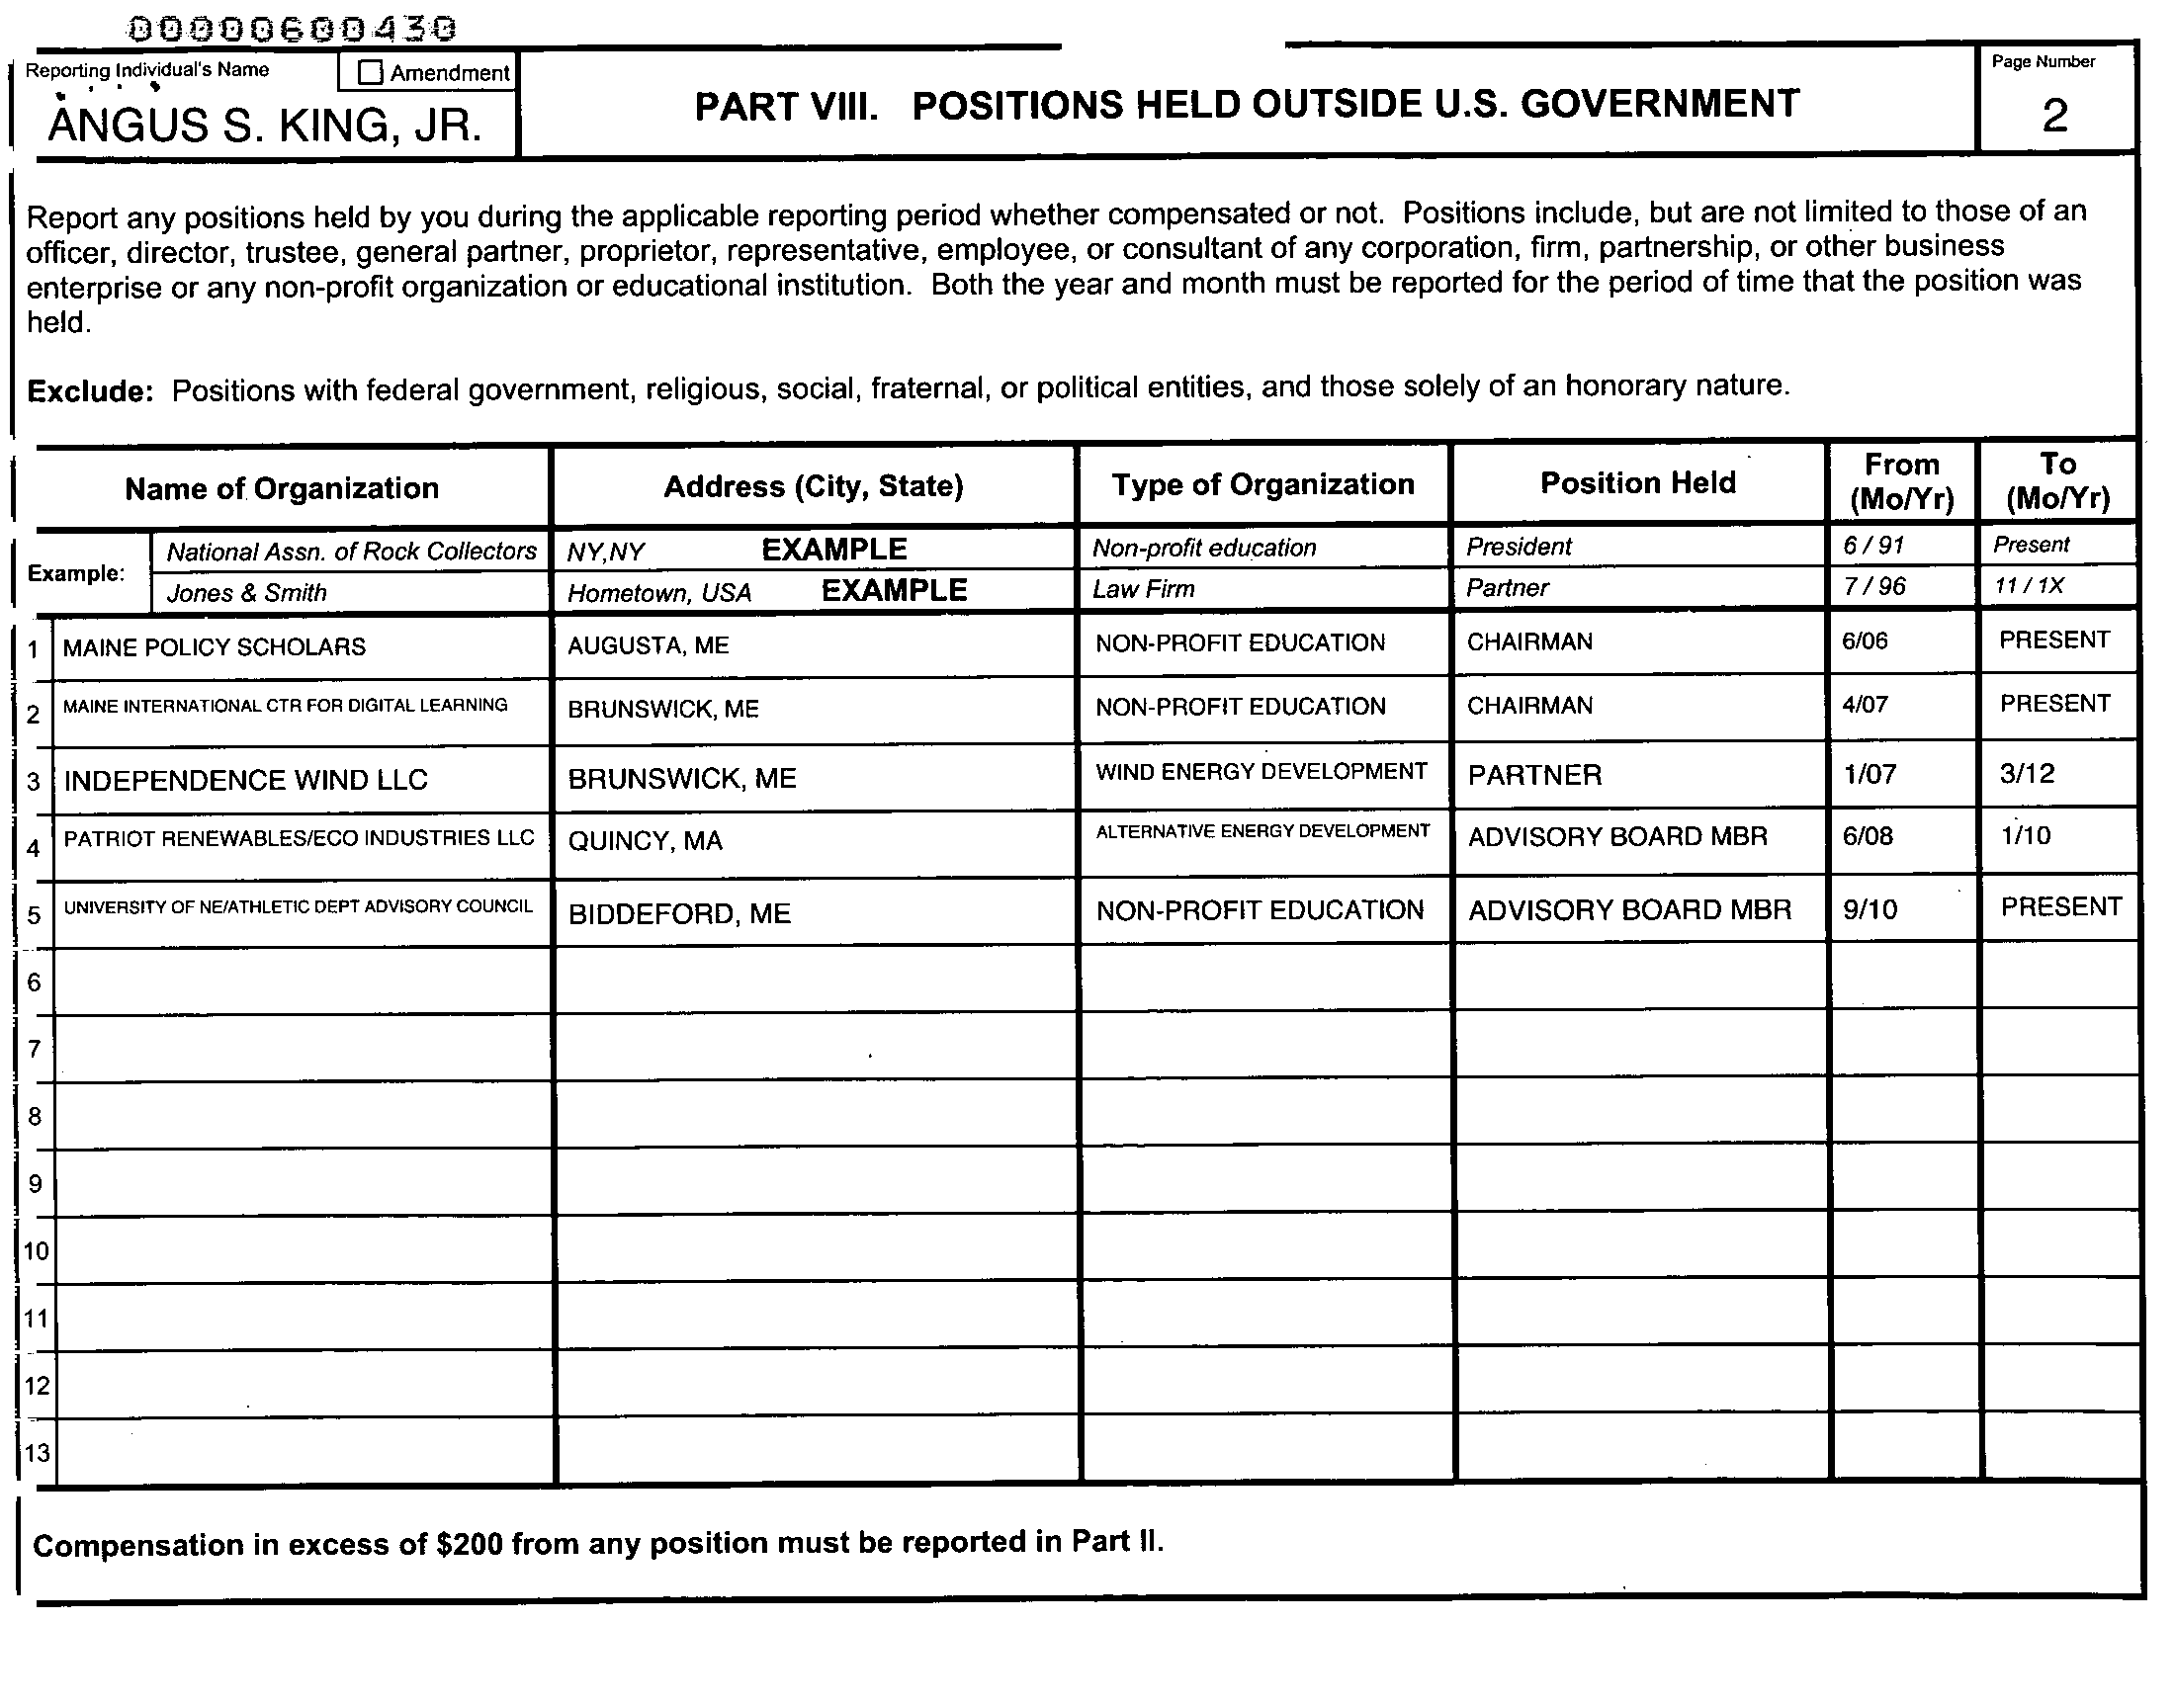 00000600430
Reporting Individual's Name
Amendment
ANGUS S. KING, JR.
PART VIII. POSITIONS HELD OUTSIDE U.S. GOVERNMENT
Page Number
2
Report any positions held by you during the applicable reporting period whether compensated or not. Positions include, but are not limited to those of an
officer, director, trustee, general partner, proprietor, representative, employee, or consultant of any corporation, firm, partnership, or other business
enterprise or any non-profit organization or educational institution. Both the year and month must be reported for the period of time that the position was
held.
Exclude: Positions with federal government, religious, social, fraternal, or political entities, and those solely of an honorary nature.
Name of Organization Address (City, State) Type of Organization Position Held From (Mo/Yr) To (Mo/Yr)
Example:
National Assn. of Rock Collectors NY,NY EXAMPLE Non-profit education President 6 / 91 Present
Jones & Smith Hometown, USA EXAMPLE Law Firm Partner 7 / 96 11 / 1X
1 MAINE POLICY SCHOLARS AUGUSTA, ME NON-PROFIT EDUCATION CHAIRMAN 6/06 PRESENT
2 MAINE INTERNATIONAL CTR FOR DIGITAL LEARNING BRUNSWICK, ME NON-PROFIT EDUCATION CHAIRMAN 4/07 PRESENT
3 INDEPENDENCE WIND LLC BRUNSWICK, ME WIND ENERGY DEVELOPMENT PARTNER 1/07 3/12
4 PATRIOT RENEWABLES/ECO INDUSTRIES LLC QUINCY, MA ALTERNATIVE ENERGY DEVELOPMENT ADVISORY BOARD MBR 6/08 1/10
5 UNIVERSITY OF NE/ATHLETIC DEPT ADVISORY COUNCIL BIDDEFORD, ME NON-PROFIT EDUCATION ADVISORY BOARD MBR 9/10 PRESENT
6
7
8
9
10
11
12
13
Compensation in excess of $200 from any position must be reported in Part II.